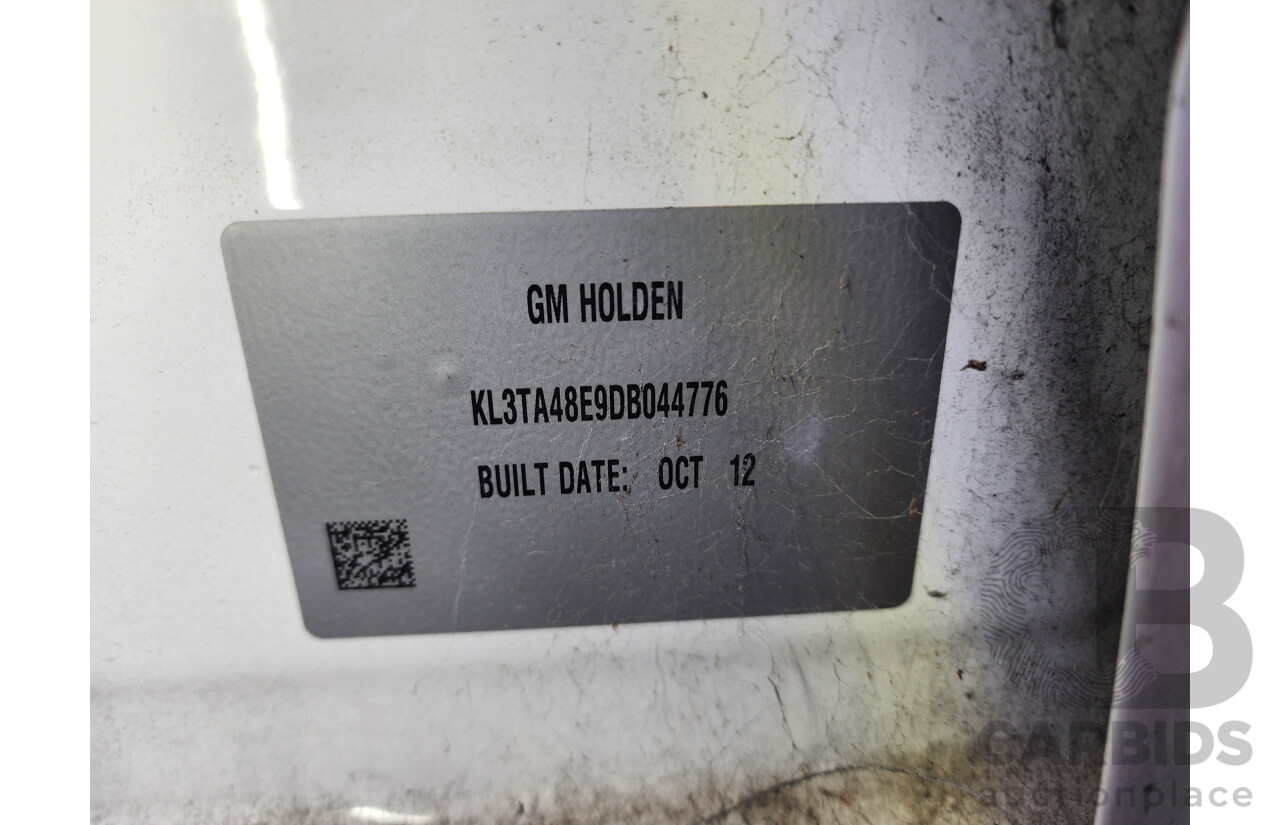 GM HOLDEN
KL3TA48E9DB044776
BUILT DATE: OCT 12
CARBIDS
auctionplace